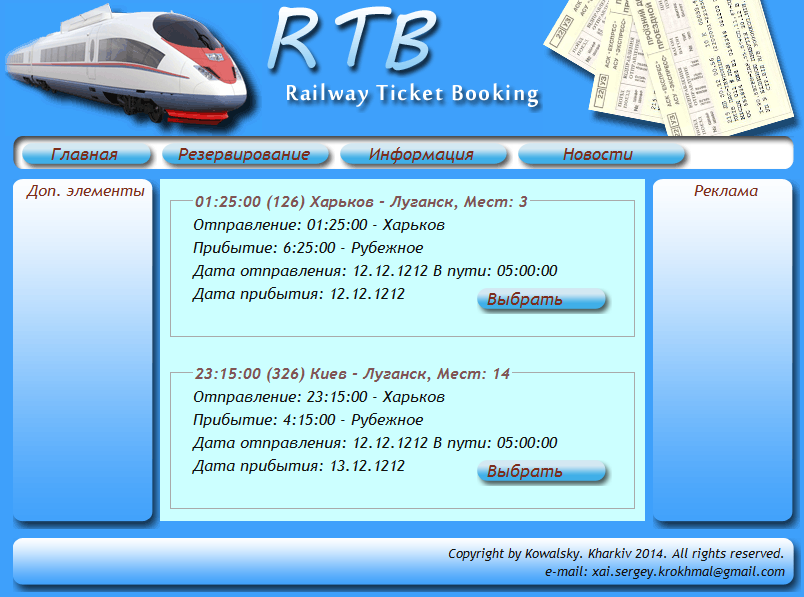 RTB
Railway Ticket Booking
Главная
Резервирование
Информация
Новости
Доп. элементы
01:25:00 (126) Харьков - Луганск, Мест: 3
Отправление: 01:25:00 - Харьков
Прибытие: 6:25:00 - Рубежное
Дата отправления: 12.12.1212 В пути: 05:00:00
Дата прибытия: 12.12.1212
Выбрать
23:15:00 (326) Киев - Луганск, Мест: 14
Отправление: 23:15:00 - Харьков
Прибытие: 4:15:00 - Рубежное
Дата отправления: 12.12.1212 В пути: 05:00:00
Дата прибытия: 13.12.1212
Выбрать
Реклама
Copyright by Kowalsky. Kharkiv 2014. All rights reserved.
e-mail: xai.sergey.krokhmal@gmail.com